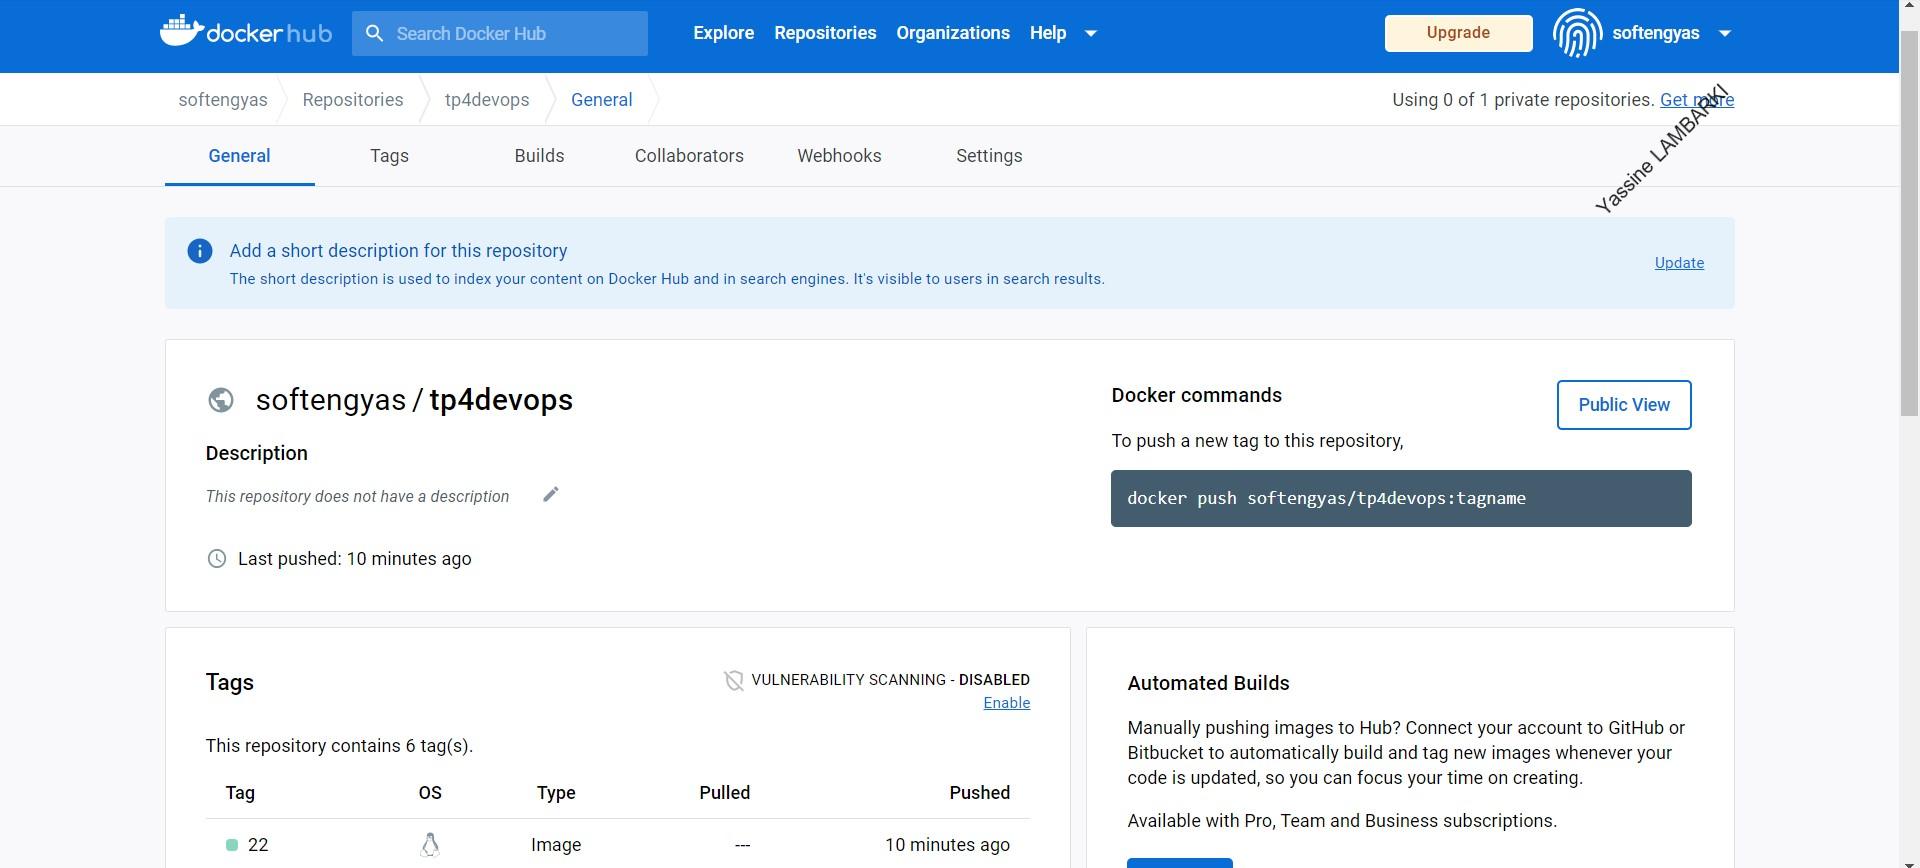 docker hub
Search Docker Hub
Explore
Repositories
Organizations
Help
Upgrade
softengyas
softengyas
Repositories
tp4devops
General
Using 0 of 1 private repositories. Get more
Yassine LAMBARKI
General
Tags
Builds
Collaborators
Webhooks
Settings
Add a short description for this repository
The short description is used to index your content on Docker Hub and in search engines. It's visible to users in search results.
Update
softengyas / tp4devops
Description
This repository does not have a description
Last pushed: 10 minutes ago
Docker commands
Public View
To push a new tag to this repository,
docker push softengyas/tp4devops:tagname
Tags
VULNERABILITY SCANNING - DISABLED
Enable
This repository contains 6 tag(s).
Tag OS Type Pulled Pushed
22 Image --- 10 minutes ago
Automated Builds
Manually pushing images to Hub? Connect your account to GitHub or
Bitbucket to automatically build and tag new images whenever your
code is updated, so you can focus your time on creating.
Available with Pro, Team and Business subscriptions.